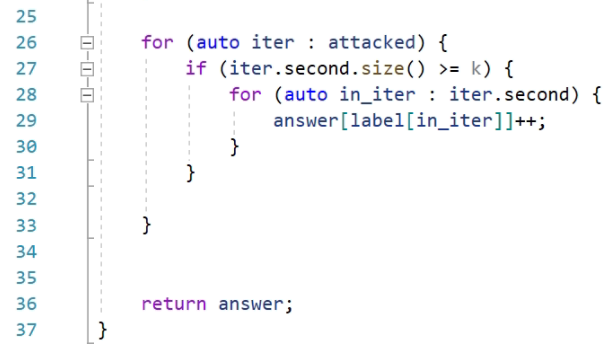 25
26 for (auto iter : attacked) {
27 if (iter.second.size() >= k) {
28 for (auto in_iter : iter.second) {
29 answer[label[in_iter]]++;
30 }
31 }
32
33 }
34
35
36 return answer;
37 }